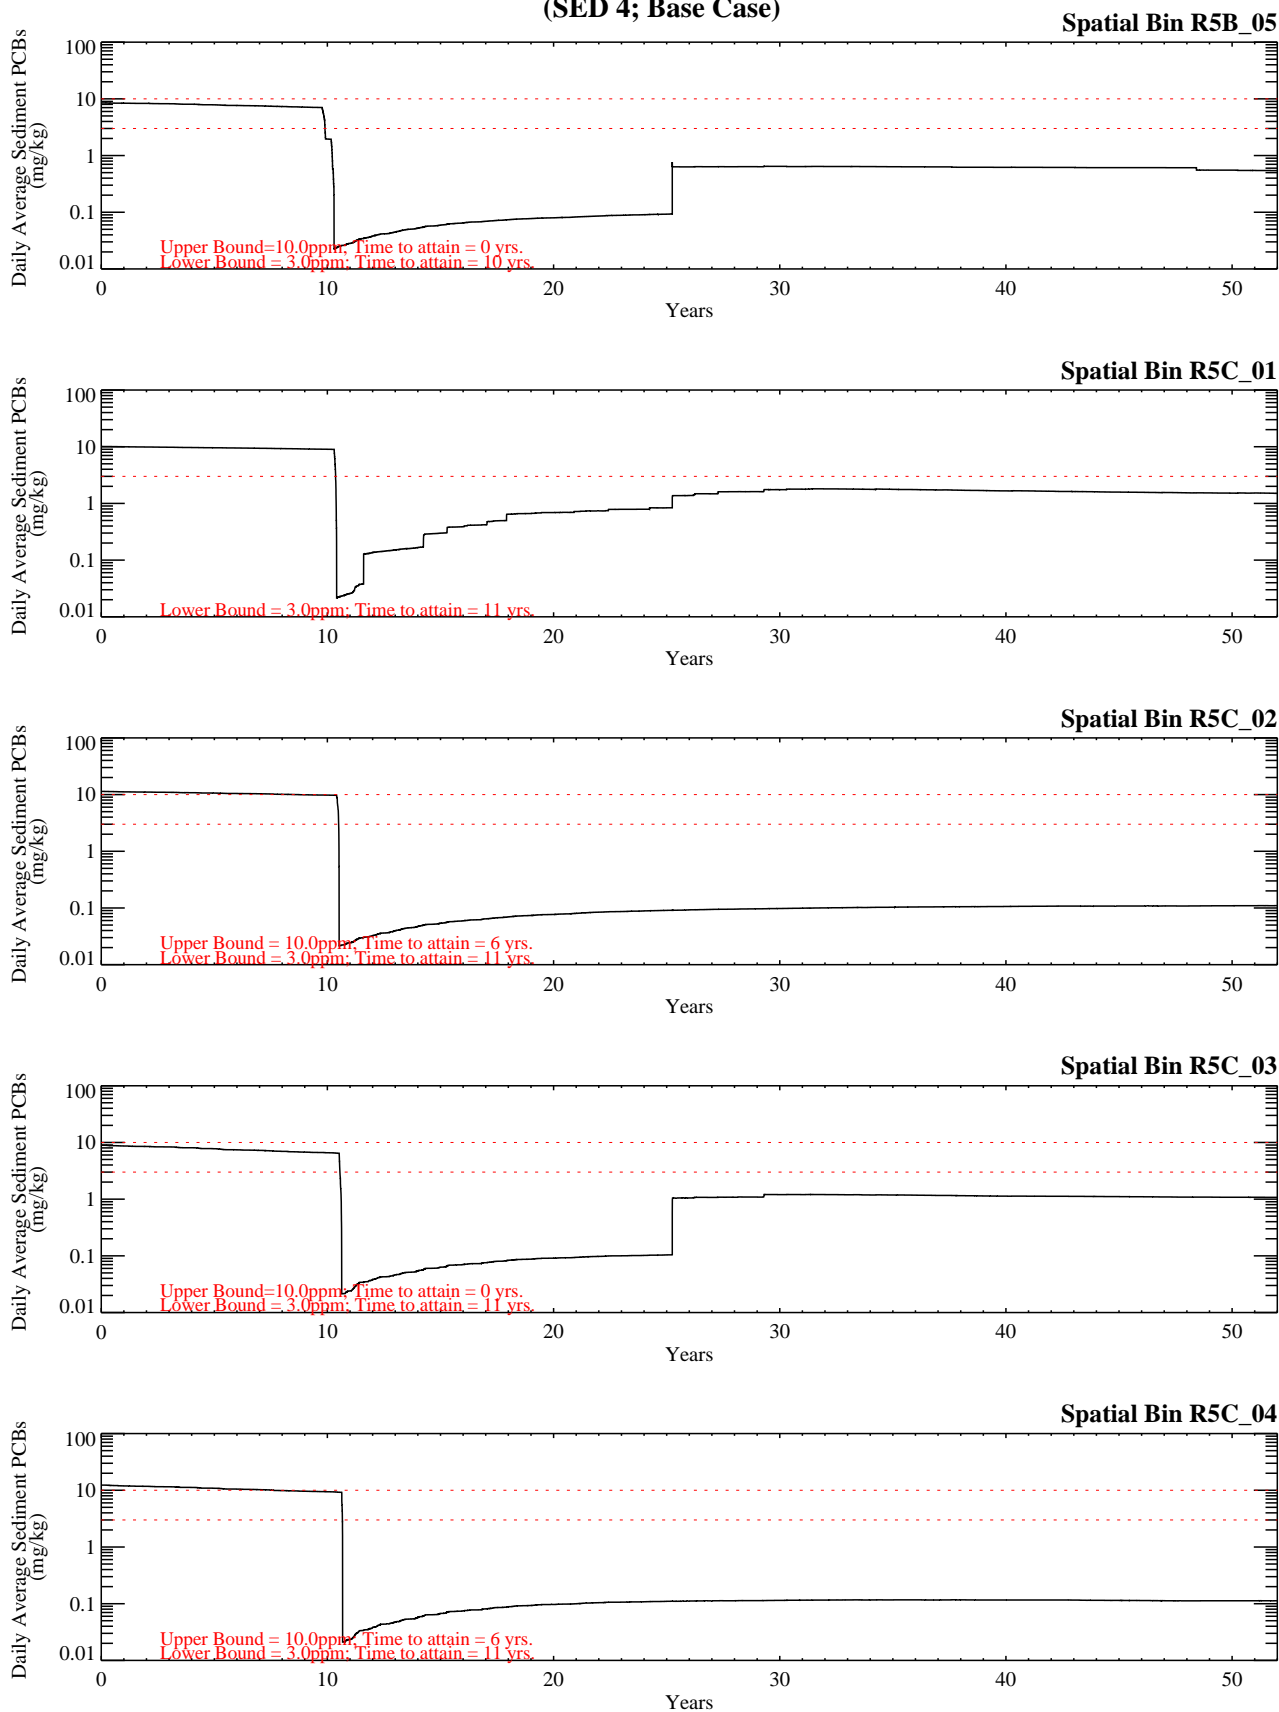 (SED 4; Base Case)
Spatial Bin R5B_05
Daily Average Sediment PCBs
(mg/kg)
100
10
1
0.1
0.01
Upper Bound=10.0ppm; Time to attain = 0 yrs.
Lower Bound = 3.0ppm; Time to attain = 10 yrs.
0 10 20 30 40 50
Years
Spatial Bin R5C_01
Daily Average Sediment PCBs
(mg/kg)
100
10
1
0.1
0.01
Lower Bound = 3.0ppm; Time to attain = 11 yrs.
0 10 20 30 40 50
Years
Spatial Bin R5C_02
Daily Average Sediment PCBs
(mg/kg)
100
10
1
0.1
0.01
Upper Bound = 10.0ppm; Time to attain = 6 yrs.
Lower Bound = 3.0ppm; Time to attain = 11 yrs.
0 10 20 30 40 50
Years
Spatial Bin R5C_03
Daily Average Sediment PCBs
(mg/kg)
100
10
1
0.1
0.01
Upper Bound=10.0ppm; Time to attain = 0 yrs.
Lower Bound = 3.0ppm; Time to attain = 11 yrs.
0 10 20 30 40 50
Years
Spatial Bin R5C_04
Daily Average Sediment PCBs
(mg/kg)
100
10
1
0.1
0.01
Upper Bound = 10.0ppm; Time to attain = 6 yrs.
Lower Bound = 3.0ppm; Time to attain = 11 yrs.
0 10 20 30 40 50
Years